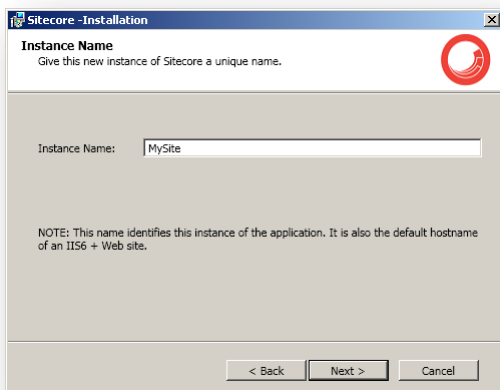 Sitecore -Installation
Instance Name
Give this new instance of Sitecore a unique name.
Instance Name: MySite
NOTE: This name identifies this instance of the application. It is also the default hostname
of an IIS6 + Web site.
< Back Next > Cancel